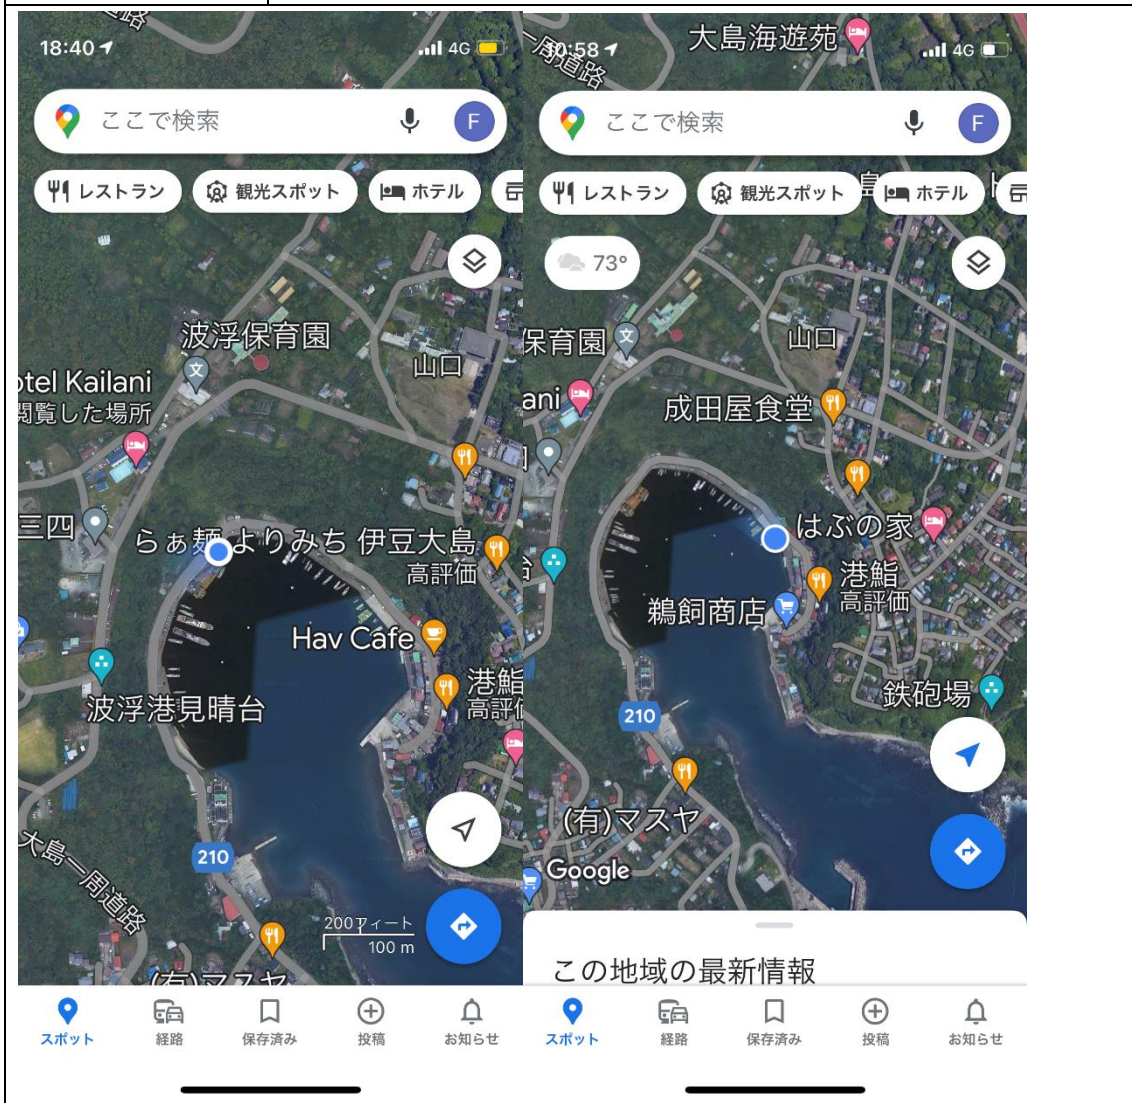 18:40
4G
ここで検索
F
レストラン
観光スポット
ホテル
波浮保育園
山口
otel Kailani
閲覧した場所
三四
らぁ麺 よりみち 伊豆大島
高評価
Hav Cafe
港鮨
高評価
波浮港見晴台
大島一周道路
210
200フィート
100 m
(有)マスヤ
スポット
経路
保存済み
投稿
お知らせ
大島海遊苑
一周道路
:58
4G
ここで検索
F
レストラン
観光スポット
ホテル
73°
保育園
山口
ani
成田屋食堂
はぶの家
台
港鮨
高評価
鵜飼商店
鉄砲場
210
(有)マスヤ
Google
この地域の最新情報
スポット
経路
保存済み
投稿
お知らせ